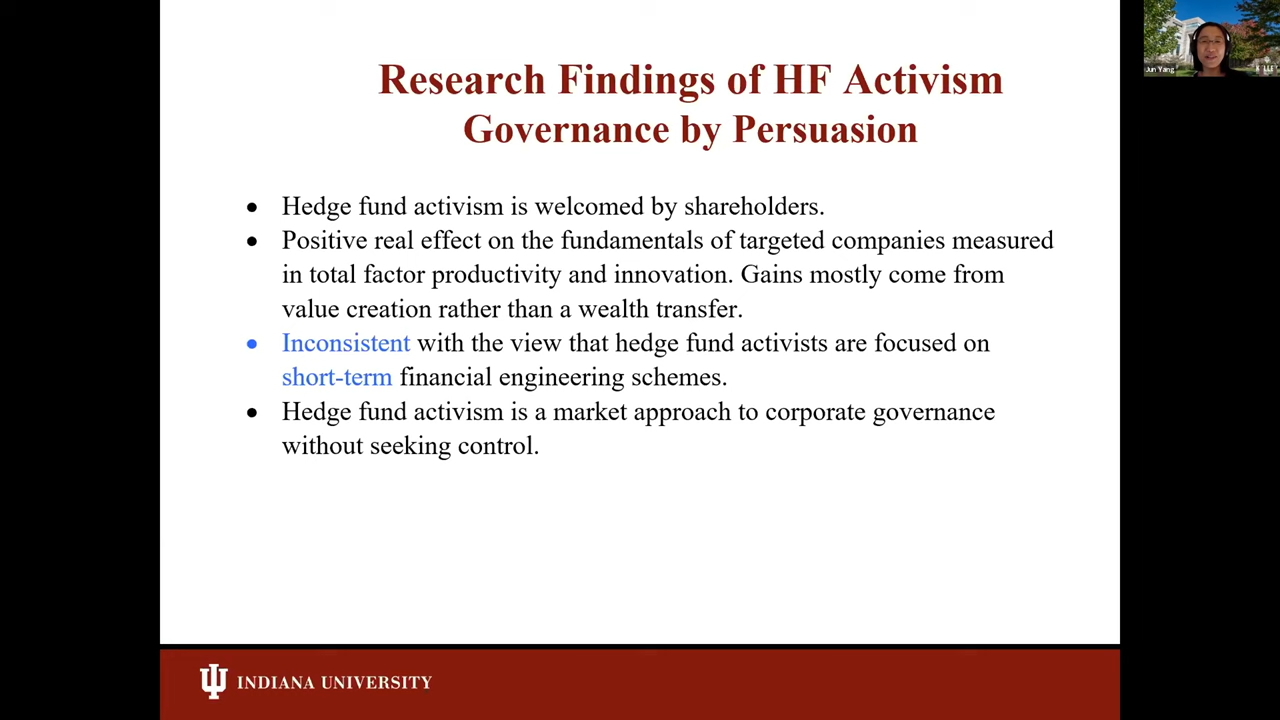 Research Findings of HF Activism
Governance by Persuasion
• Hedge fund activism is welcomed by shareholders.
• Positive real effect on the fundamentals of targeted companies measured
in total factor productivity and innovation. Gains mostly come from
value creation rather than a wealth transfer.
• Inconsistent with the view that hedge fund activists are focused on
short-term financial engineering schemes.
• Hedge fund activism is a market approach to corporate governance
without seeking control.
Jun Yang
INDIANA UNIVERSITY